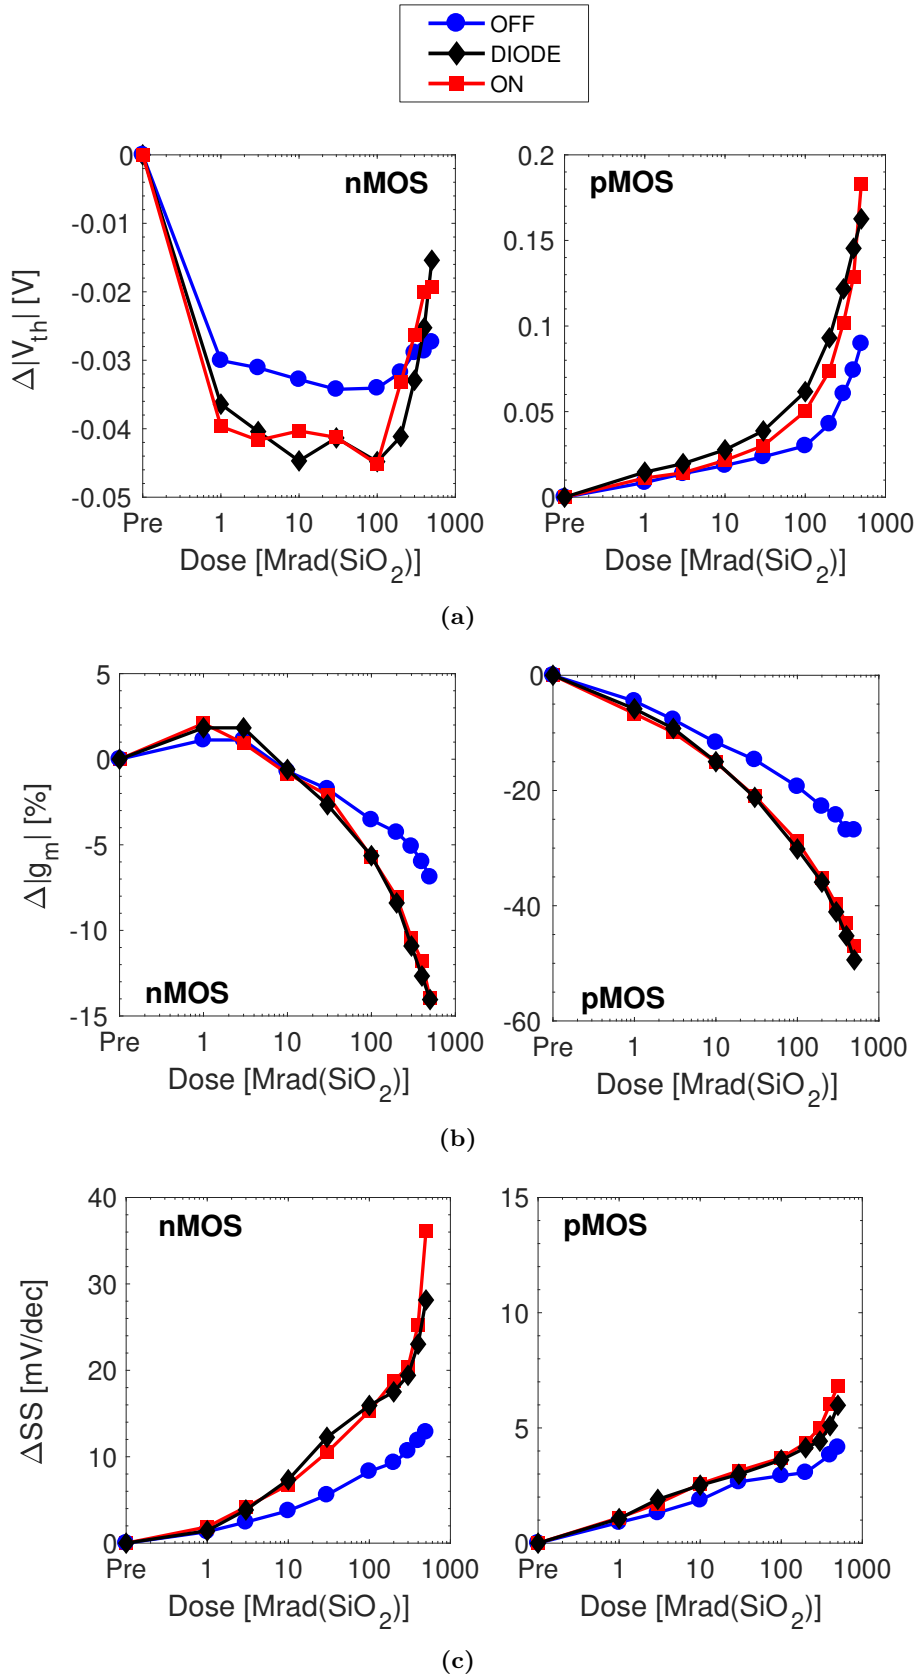 OFF
DIODE
ON
0
-0.01
-0.02
-0.03
-0.04
-0.05
Δ|Vth| [V]
nMOS
Pre 1 10 100 1000
Dose [Mrad(SiO2)]
0.2
0.15
0.1
0.05
0
pMOS
Pre 1 10 100 1000
Dose [Mrad(SiO2)]
(a)
5
0
-5
-10
-15
Δ|gm| [%]
nMOS
Pre 1 10 100 1000
Dose [Mrad(SiO2)]
0
-20
-40
-60
pMOS
Pre 1 10 100 1000
Dose [Mrad(SiO2)]
(b)
40
30
20
10
0
ΔSS [mV/dec]
nMOS
Pre 1 10 100 1000
Dose [Mrad(SiO2)]
15
10
5
0
pMOS
Pre 1 10 100 1000
Dose [Mrad(SiO2)]
(c)